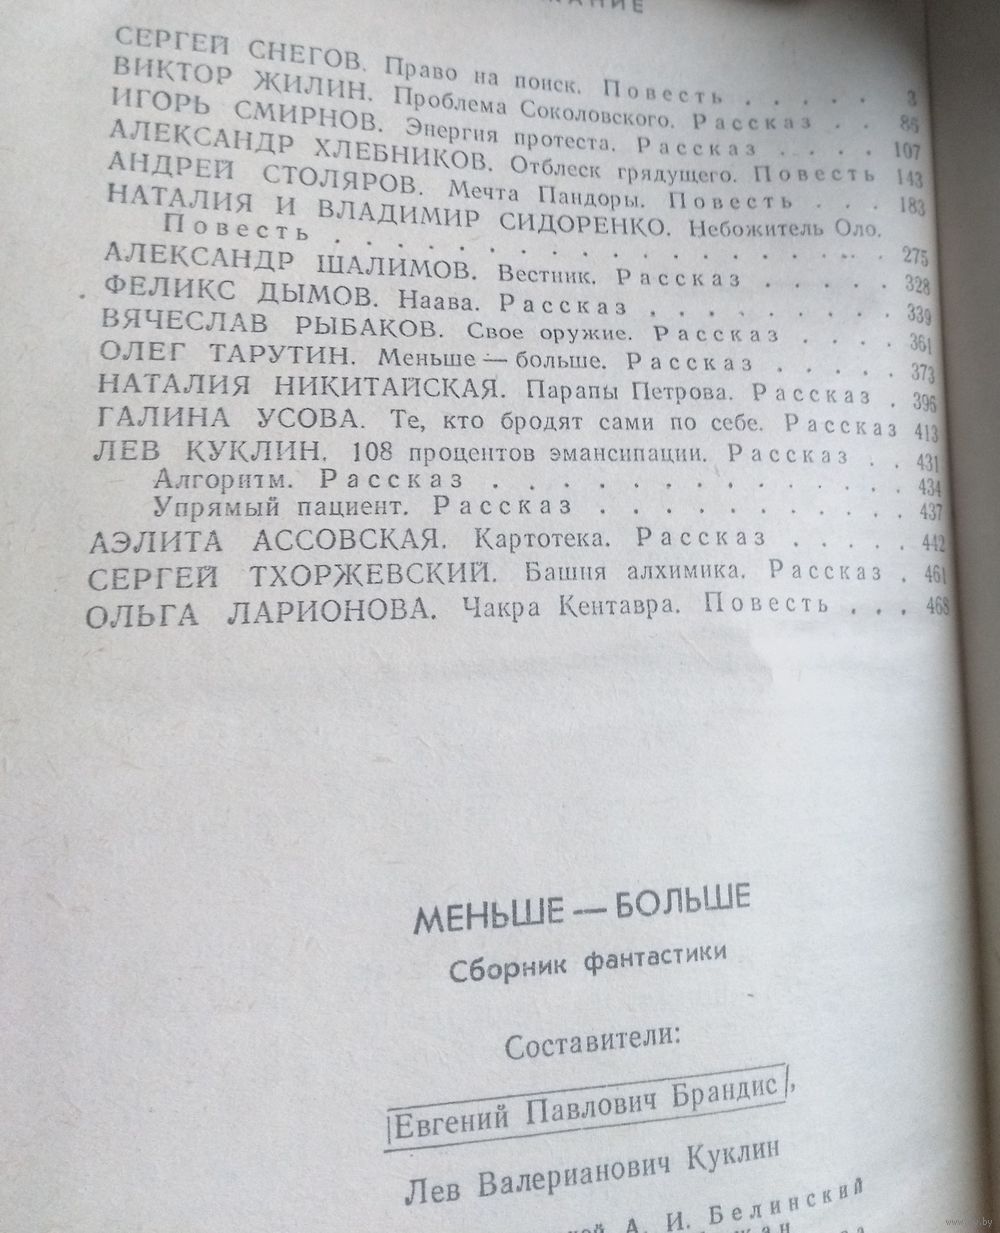 СЕРГЕЙ СНЕГОВ. Право на поиск. Повесть . . . . . 3
ВИКТОР ЖИЛИН. Проблема Соколовского. Рассказ . . 86
ИГОРЬ СМИРНОВ. Энергия протеста. Рассказ . . . . 107
АЛЕКСАНДР ХЛЕБНИКОВ. Отблеск грядущего. Повесть 143
АНДРЕЙ СТОЛЯРОВ. Мечта Пандоры. Повесть . . . 183
НАТАЛИЯ И ВЛАДИМИР СИДОРЕНКО. Небожитель Оло.
Повесть . . . . . . . . . . . . . . 275
АЛЕКСАНДР ШАЛИМОВ. Вестник. Рассказ . . . . . 328
ФЕЛИКС ДЫМОВ. Наава. Рассказ . . . . . . . . . 339
ВЯЧЕСЛАВ РЫБАКОВ. Свое оружие. Рассказ . . . . 361
ОЛЕГ ТАРУТИН. Меньше — больше. Рассказ . . . . . 373
НАТАЛИЯ НИКИТАЙСКАЯ. Парапы Петрова. Рассказ . 396
ГАЛИНА УСОВА. Те, кто бродят сами по себе. Рассказ 413
ЛЕВ КУКЛИН. 108 процентов эмансипации. Рассказ . . 431
Алгоритм. Рассказ . . . . . . . . . . . 434
Упрямый пациент. Рассказ . . . . . . . . . 437
АЭЛИТА АССОВСКАЯ. Картотека. Рассказ . . . . . 442
СЕРГЕЙ ТХОРЖЕВСКИЙ. Башня алхимика. Рассказ . 461
ОЛЬГА ЛАРИОНОВА. Чакра Кентавра. Повесть . . . 468
МЕНЬШЕ — БОЛЬШЕ
Сборник фантастики
Составители:
Евгений Павлович Брандис,
Лев Валерианович Куклин
А. И. Белинский